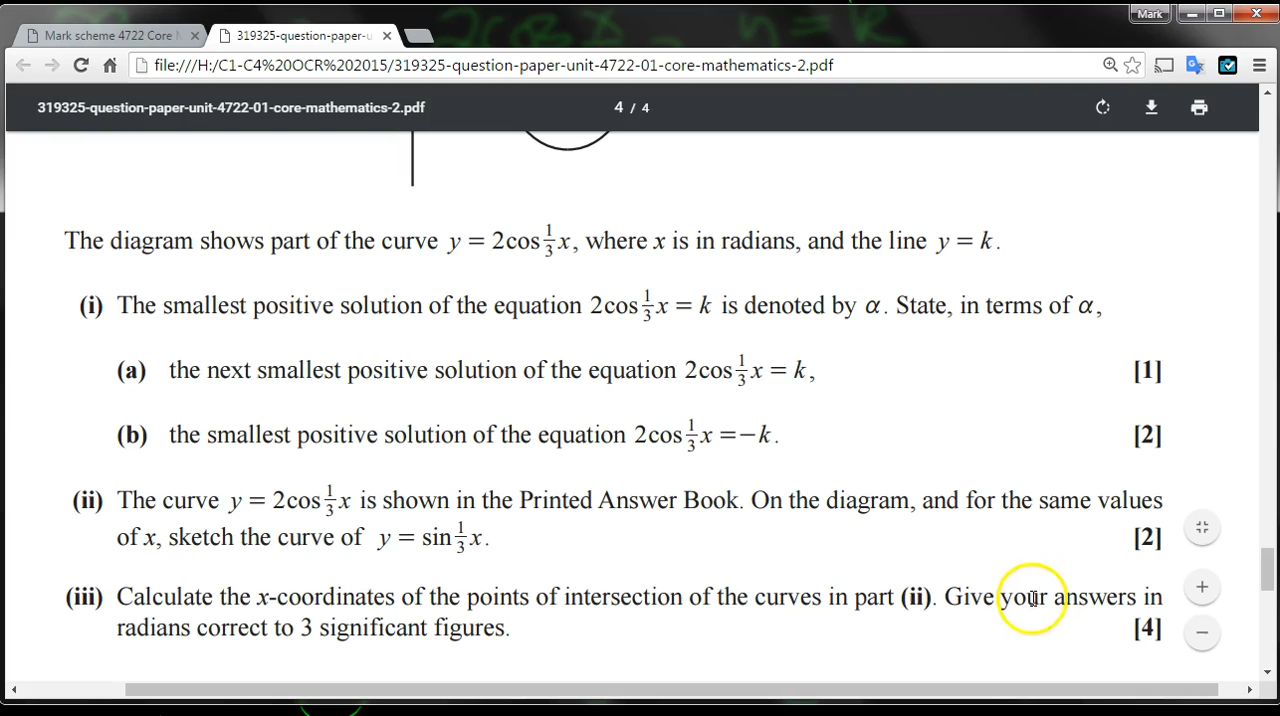 2cos x y = k
Mark
Mark scheme 4722 Core M
319325-question-paper-u
file:///H:/C1-C4%20OCR%202015/319325-question-paper-unit-4722-01-core-mathematics-2.pdf
319325-question-paper-unit-4722-01-core-mathematics-2.pdf 4 / 4
The diagram shows part of the curve y = 2cos 1/3 x, where x is in radians, and the line y = k.
(i) The smallest positive solution of the equation 2cos 1/3 x = k is denoted by α. State, in terms of α,
(a) the next smallest positive solution of the equation 2cos 1/3 x = k, [1]
(b) the smallest positive solution of the equation 2cos 1/3 x = −k. [2]
(ii) The curve y = 2cos 1/3 x is shown in the Printed Answer Book. On the diagram, and for the same values
of x, sketch the curve of y = sin 1/3 x. [2]
(iii) Calculate the x-coordinates of the points of intersection of the curves in part (ii). Give your answers in
radians correct to 3 significant figures. [4]